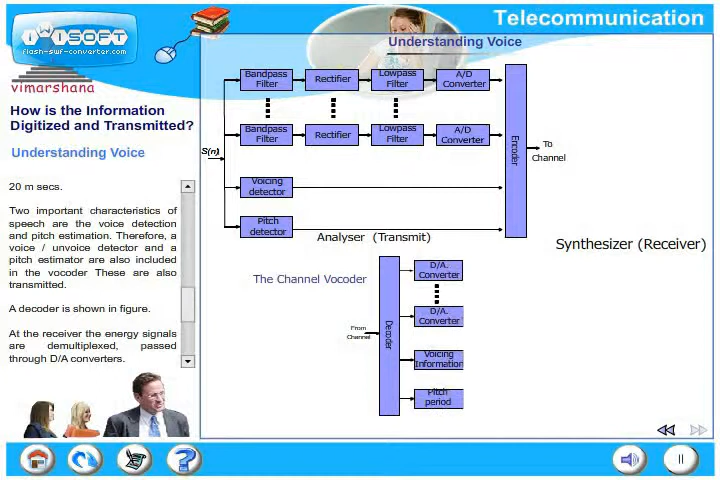 Telecommunication
iWiSOFT
flash-swf-converter.com
vimarshana
How is the Information
Digitized and Transmitted?
Understanding Voice
20 m secs.
Two important characteristics of
speech are the voice detection
and pitch estimation. Therefore, a
voice / unvoice detector and a
pitch estimator are also included
in the vocoder These are also
transmitted.
A decoder is shown in figure.
At the receiver the energy signals
are demultiplexed, passed
through D/A converters.
Understanding Voice
Bandpass
Filter
Rectifier
Lowpass
Filter
A/D
Converter
Bandpass
Filter
Rectifier
Lowpass
Filter
A/D
Converter
S(n)
Voicing
detector
Pitch
detector
Encoder
To
Channel
Analyser (Transmit)
Synthesizer (Receiver)
The Channel Vocoder
From
Channel
Decoder
D/A.
Converter
D/A.
Converter
Voicing
Information
Pitch
period